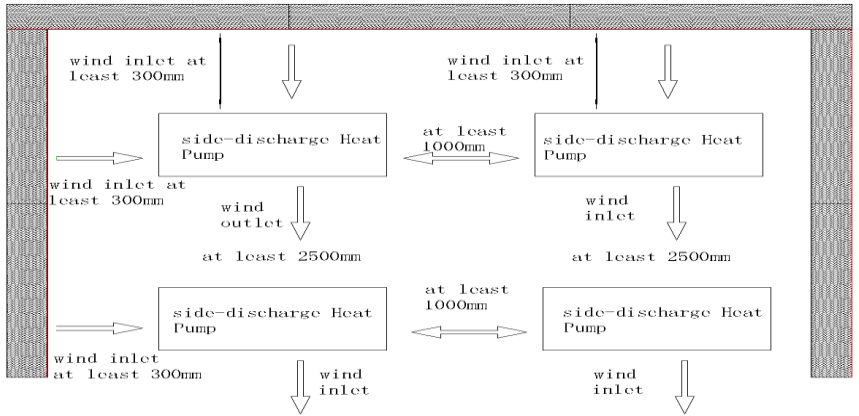 wind inlet at
least 300mm
wind inlet at
least 300mm
side-discharge Heat
Pump
at least
1000mm
side-discharge Heat
Pump
wind inlet at
least 300mm
wind
outlet
wind
inlet
at least 2500mm
at least 2500mm
side-discharge Heat
Pump
at least
1000mm
side-discharge Heat
Pump
wind inlet
at least 300mm
wind
inlet
wind
inlet